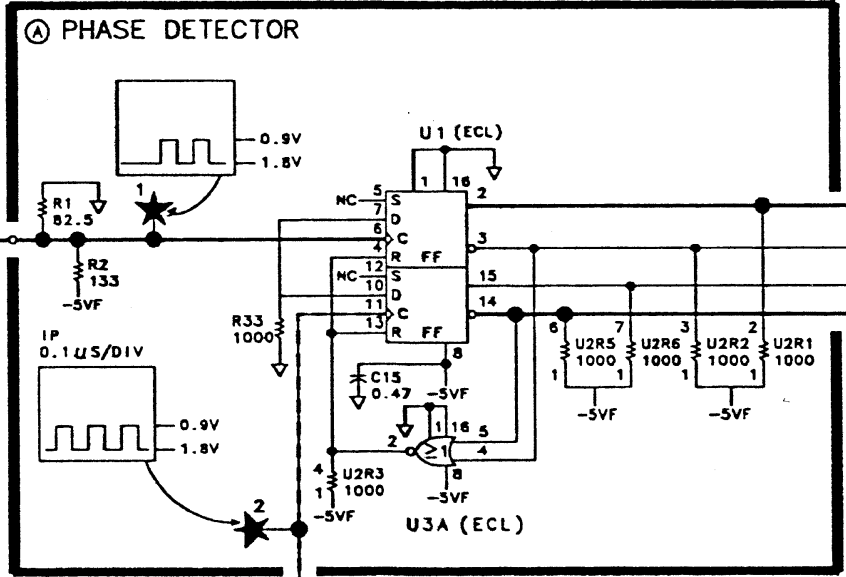 A PHASE DETECTOR
0.9V
1.8V
1
R1
82.5
R2
133
-5VF
U1 (ECL)
1 16
NC 5 S
7 D
6 C
4 R FF
NC 12 S
10 D
11 C
13 R FF
2
3
15
14
8
R33
1000
C15
0.47
-5VF
6 U2R5
1000
1
7 U2R6
1000
1
-5VF
3 U2R2
1000
1
2 U2R1
1000
1
-5VF
1P
0.1µS/DIV
0.9V
1.8V
2
4 U2R3
1 1000
-5VF
2
1 16
≥1
5
4
8
-5VF
U3A (ECL)